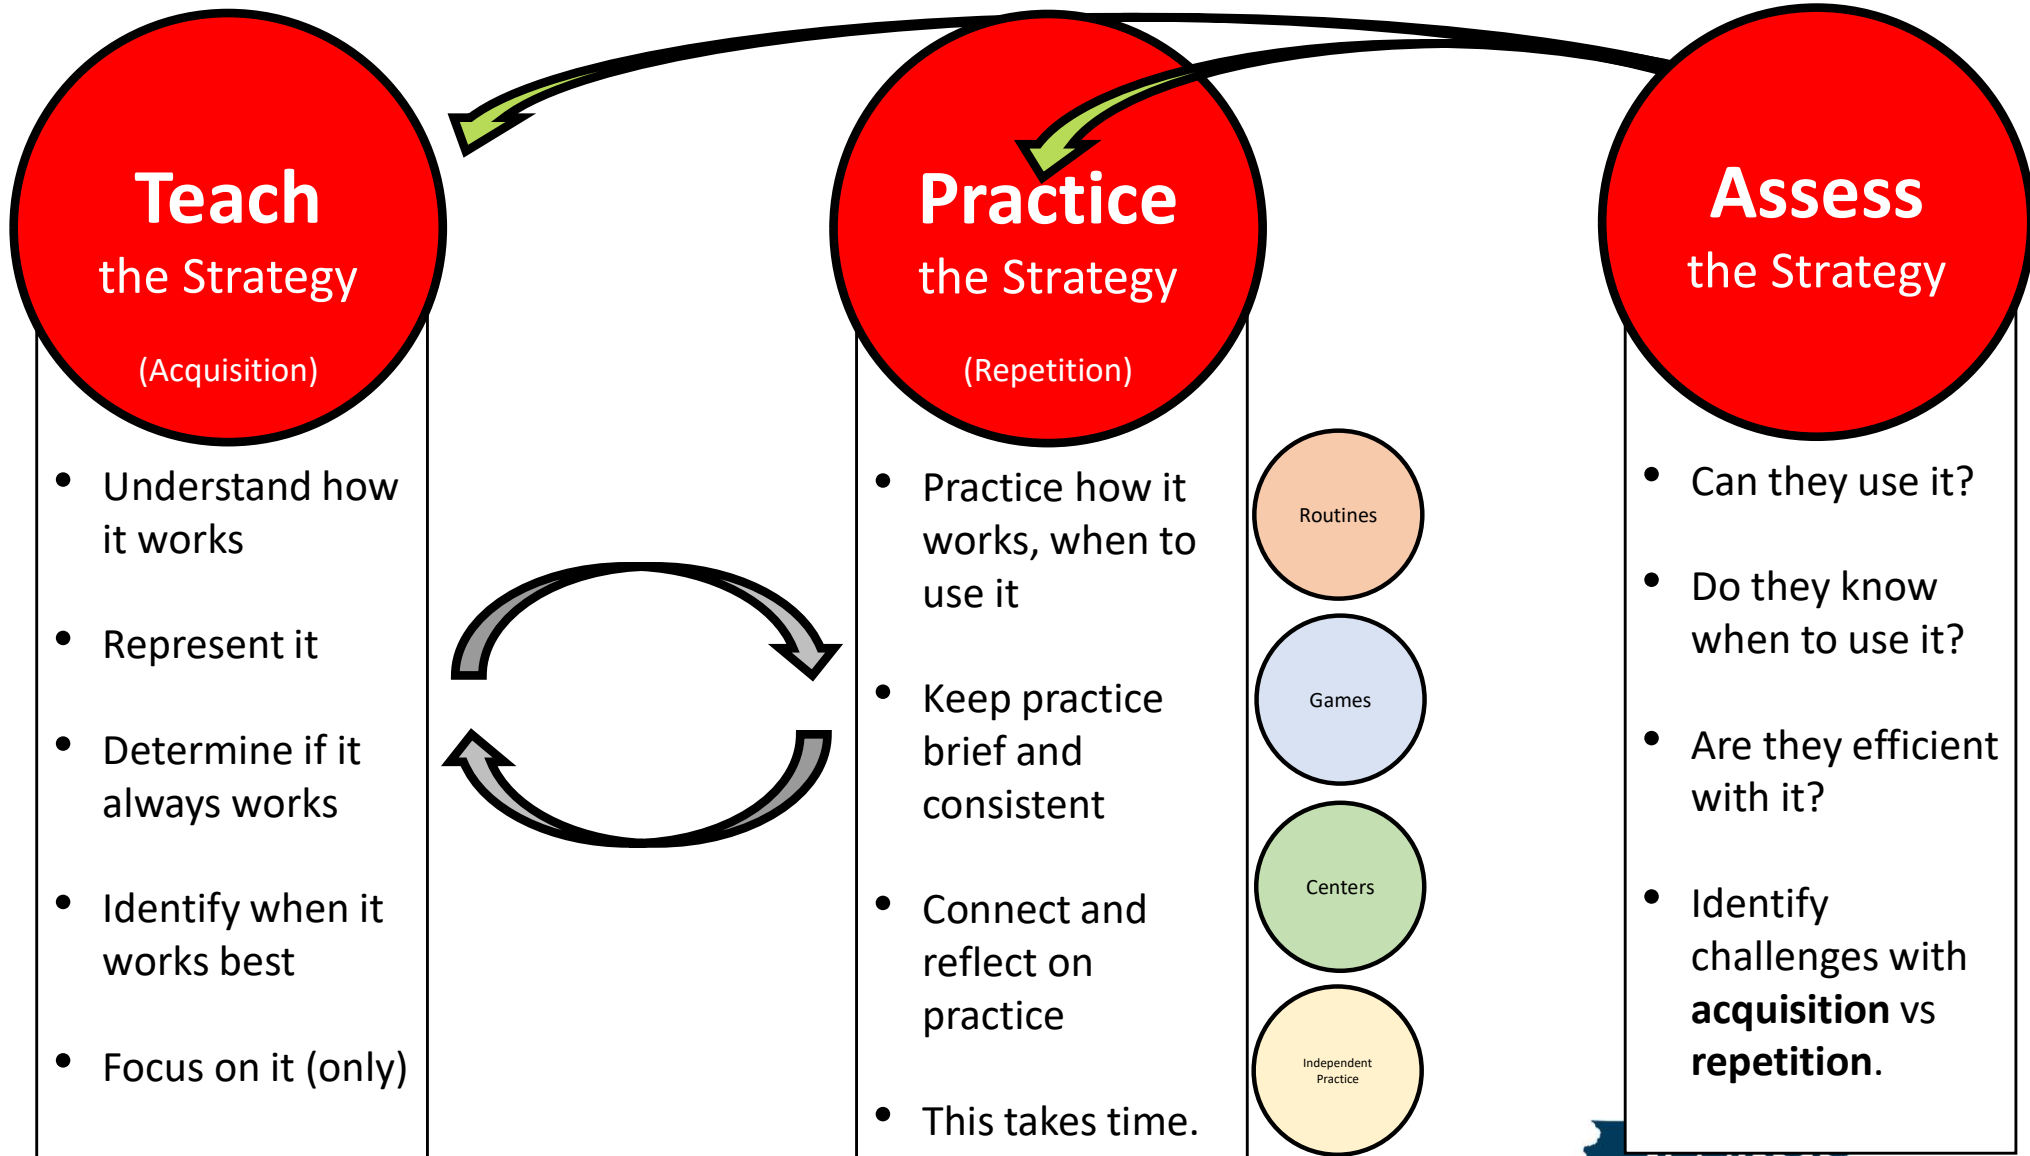 Teach
the Strategy
(Acquisition)
• Understand how
it works
• Represent it
• Determine if it
always works
• Identify when it
works best
• Focus on it (only)
Practice
the Strategy
(Repetition)
• Practice how it
works, when to
use it
• Keep practice
brief and
consistent
• Connect and
reflect on
practice
• This takes time.
Routines
Games
Centers
Independent
Practice
Assess
the Strategy
• Can they use it?
• Do they know
when to use it?
• Are they efficient
with it?
• Identify
challenges with
acquisition vs
repetition.